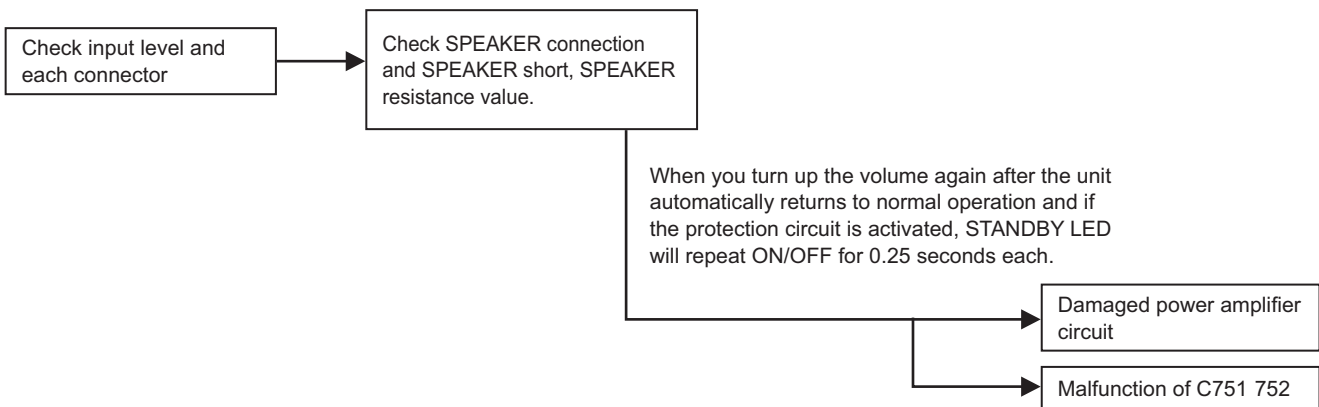 Check input level and
each connector
Check SPEAKER connection
and SPEAKER short, SPEAKER
resistance value.
When you turn up the volume again after the unit
automatically returns to normal operation and if
the protection circuit is activated, STANDBY LED
will repeat ON/OFF for 0.25 seconds each.
Damaged power amplifier
circuit
Malfunction of C751 752